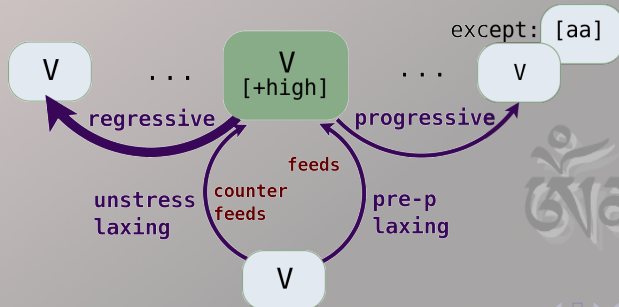 except: [aa]
V ... V ... V
[+high]
regressive
progressive
feeds
unstress
laxing
counter
feeds
pre-p
laxing
V